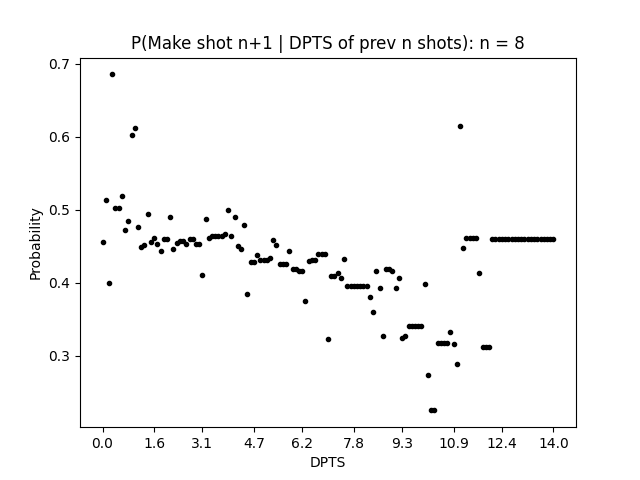 P(Make shot n+1 | DPTS of prev n shots): n = 8
0.7
0.6
0.5
0.4
0.3
Probability
0.0 1.6 3.1 4.7 6.2 7.8 9.3 10.9 12.4 14.0
DPTS